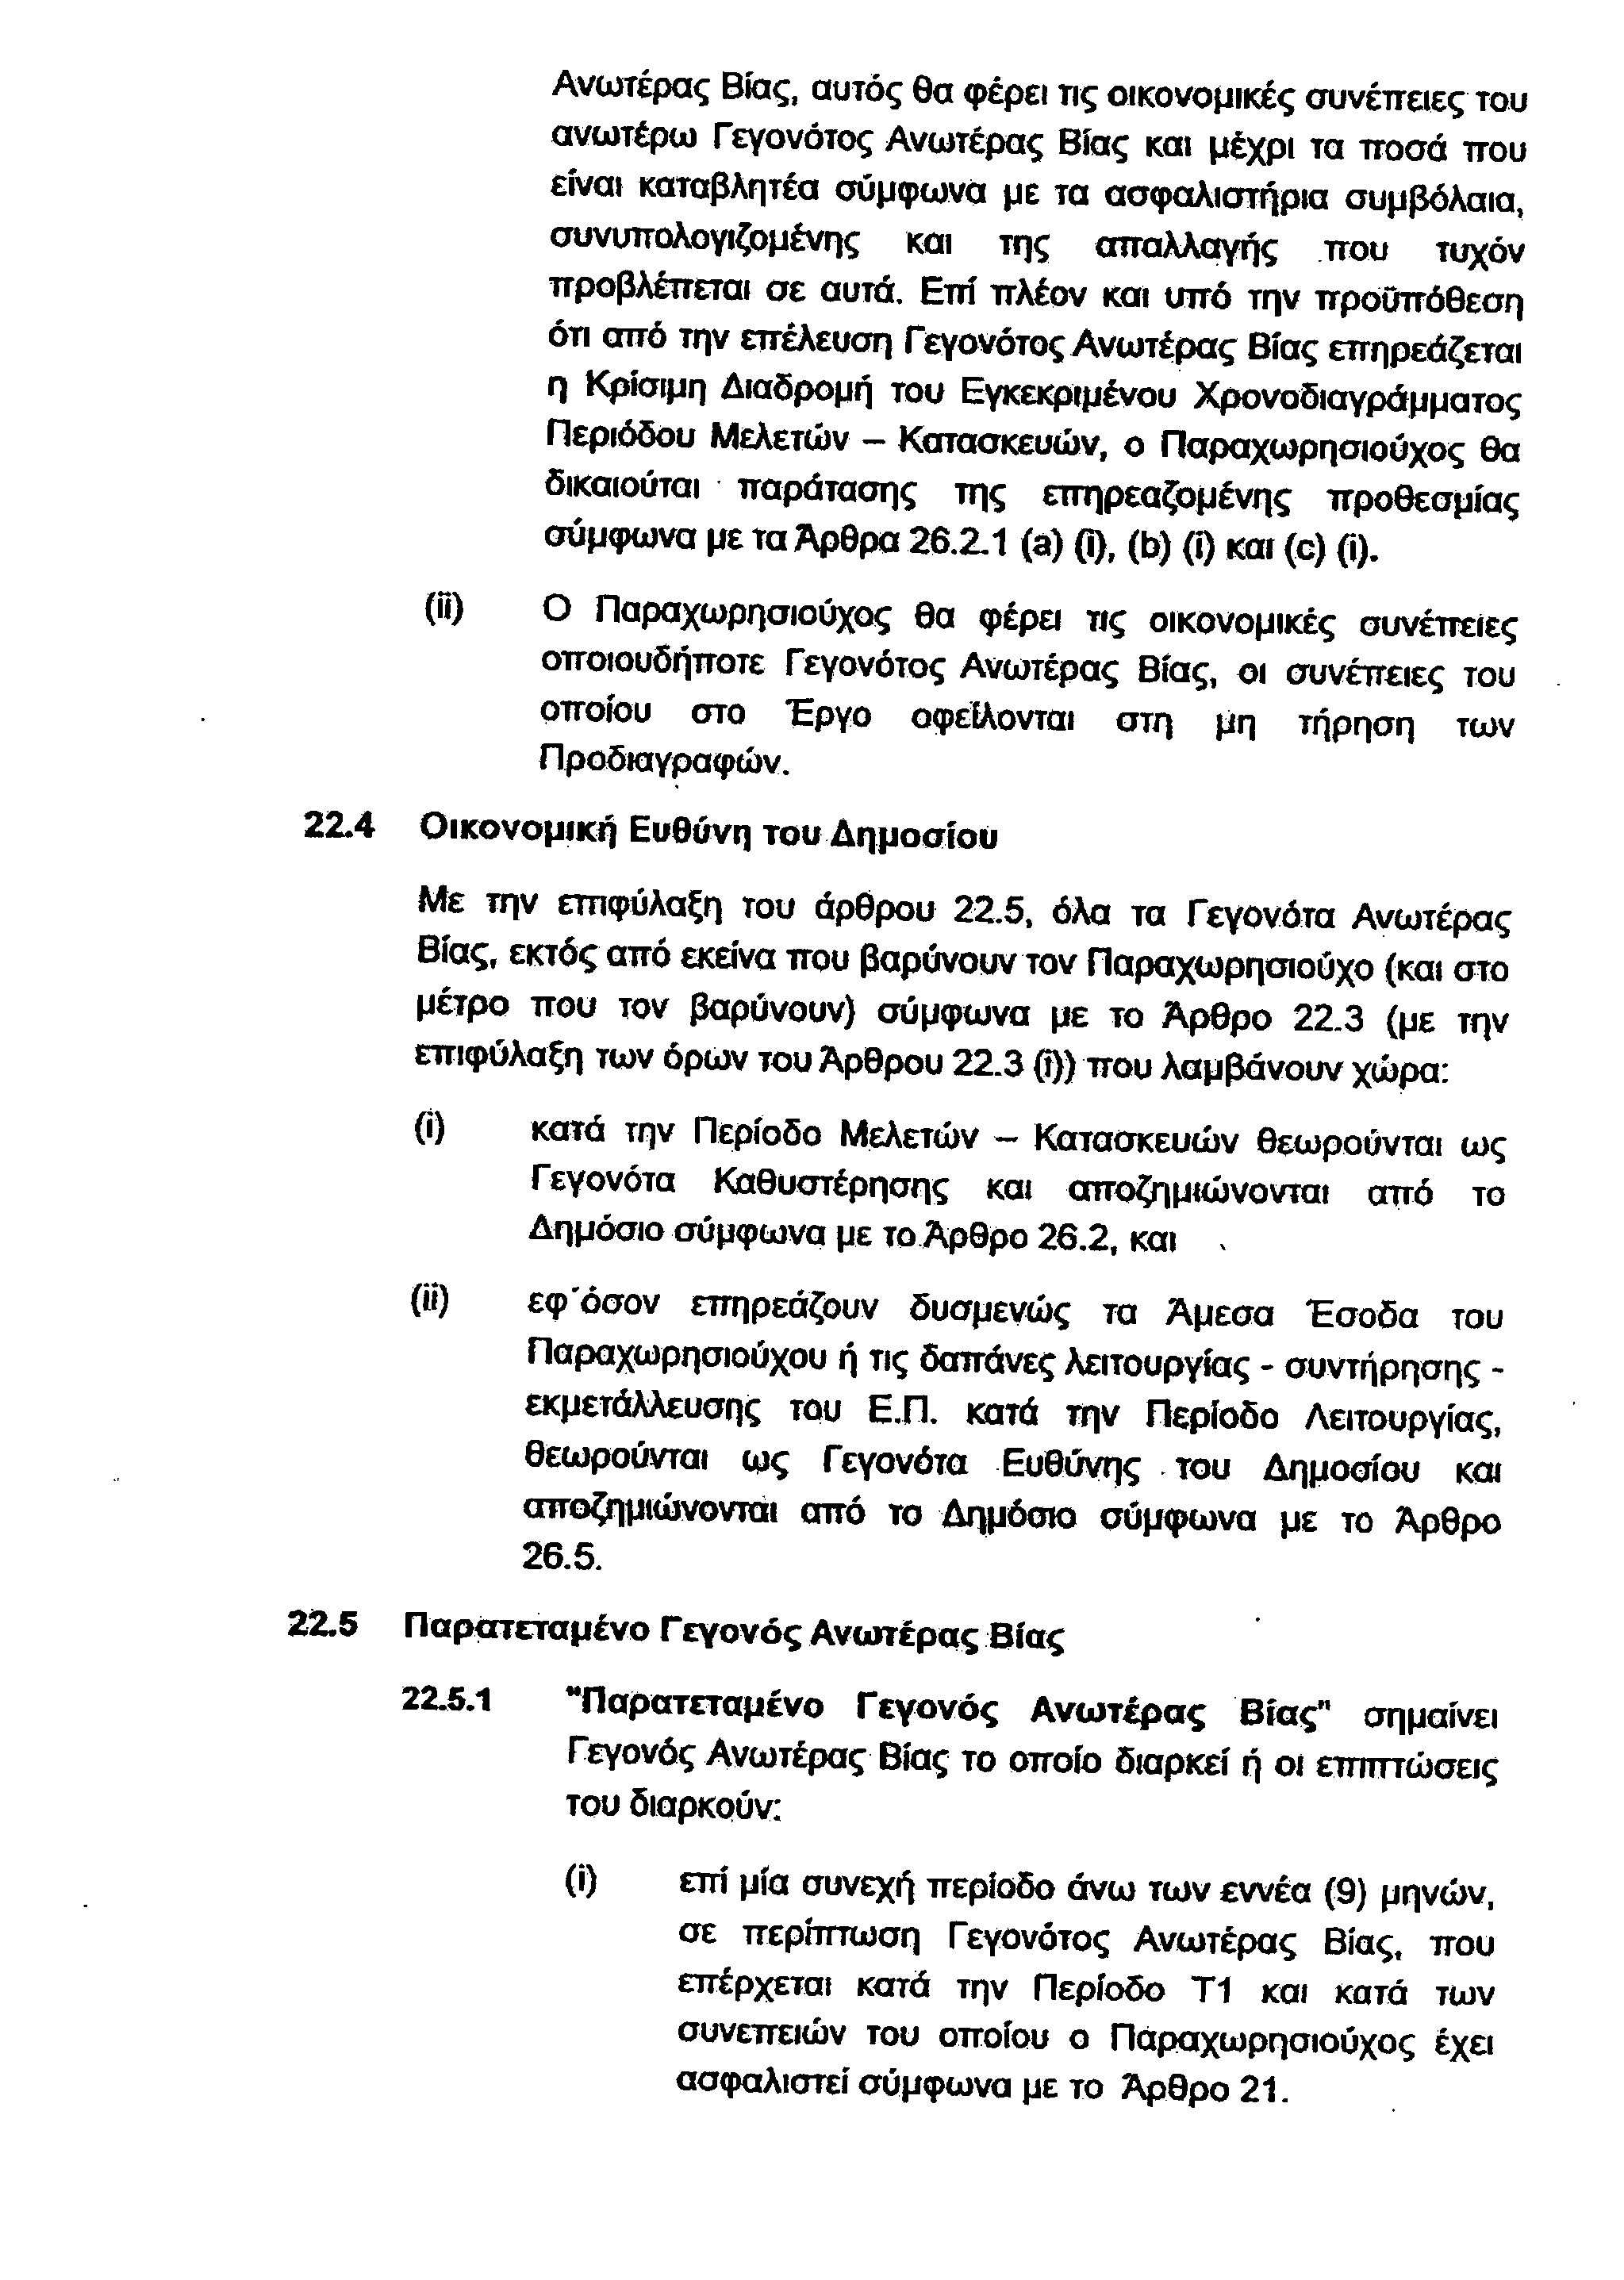 Ανωτέρας Βίας, αυτός θα φέρει τις οικονομικές συνέπειες του
ανωτέρω Γεγονότος Ανωτέρας Βίας και μέχρι τα ποσά που
είναι καταβλητέα σύμφωνα με τα ασφαλιστήρια συμβόλαια,
συνυπολογιζομένης και της απαλλαγής που τυχόν
προβλέπεται σε αυτά. Επί πλέον και υπό την προϋπόθεση
ότι από την επέλευση Γεγονότος Ανωτέρας Βίας επηρεάζεται
η Κρίσιμη Διαδρομή του Εγκεκριμένου Χρονοδιαγράμματος
Περιόδου Μελετών – Κατασκευών, ο Παραχωρησιούχος θα
δικαιούται παράτασης της επηρεαζομένης προθεσμίας
σύμφωνα με τα Άρθρα 26.2.1 (a) (i), (b) (i) και (c) (i).
(ii) Ο Παραχωρησιούχος θα φέρει τις οικονομικές συνέπειες
οποιουδήποτε Γεγονότος Ανωτέρας Βίας, οι συνέπειες του
οποίου στο Έργο οφείλονται στη μη τήρηση των
Προδιαγραφών.
22.4 Οικονομική Ευθύνη του Δημοσίου
Με την επιφύλαξη του άρθρου 22.5, όλα τα Γεγονότα Ανωτέρας
Βίας, εκτός από εκείνα που βαρύνουν τον Παραχωρησιούχο (και στο
μέτρο που τον βαρύνουν) σύμφωνα με το Άρθρο 22.3 (με την
επιφύλαξη των όρων του Άρθρου 22.3 (i)) που λαμβάνουν χώρα:
(i) κατά την Περίοδο Μελετών – Κατασκευών θεωρούνται ως
Γεγονότα Καθυστέρησης και αποζημιώνονται από το
Δημόσιο σύμφωνα με το Άρθρο 26.2, και
(ii) εφ΄όσον επηρεάζουν δυσμενώς τα Άμεσα Έσοδα του
Παραχωρησιούχου ή τις δαπάνες λειτουργίας - συντήρησης -
εκμετάλλευσης του Ε.Π. κατά την Περίοδο Λειτουργίας,
θεωρούνται ως Γεγονότα Ευθύνης του Δημοσίου και
αποζημιώνονται από το Δημόσιο σύμφωνα με το Άρθρο
26.5.
22.5 Παρατεταμένο Γεγονός Ανωτέρας Βίας
22.5.1 "Παρατεταμένο Γεγονός Ανωτέρας Βίας" σημαίνει
Γεγονός Ανωτέρας Βίας το οποίο διαρκεί ή οι επιπτώσεις
του διαρκούν:
(i) επί μία συνεχή περίοδο άνω των εννέα (9) μηνών,
σε περίπτωση Γεγονότος Ανωτέρας Βίας, που
επέρχεται κατά την Περίοδο Τ1 και κατά των
συνεπειών του οποίου ο Παραχωρησιούχος έχει
ασφαλιστεί σύμφωνα με το Άρθρο 21.